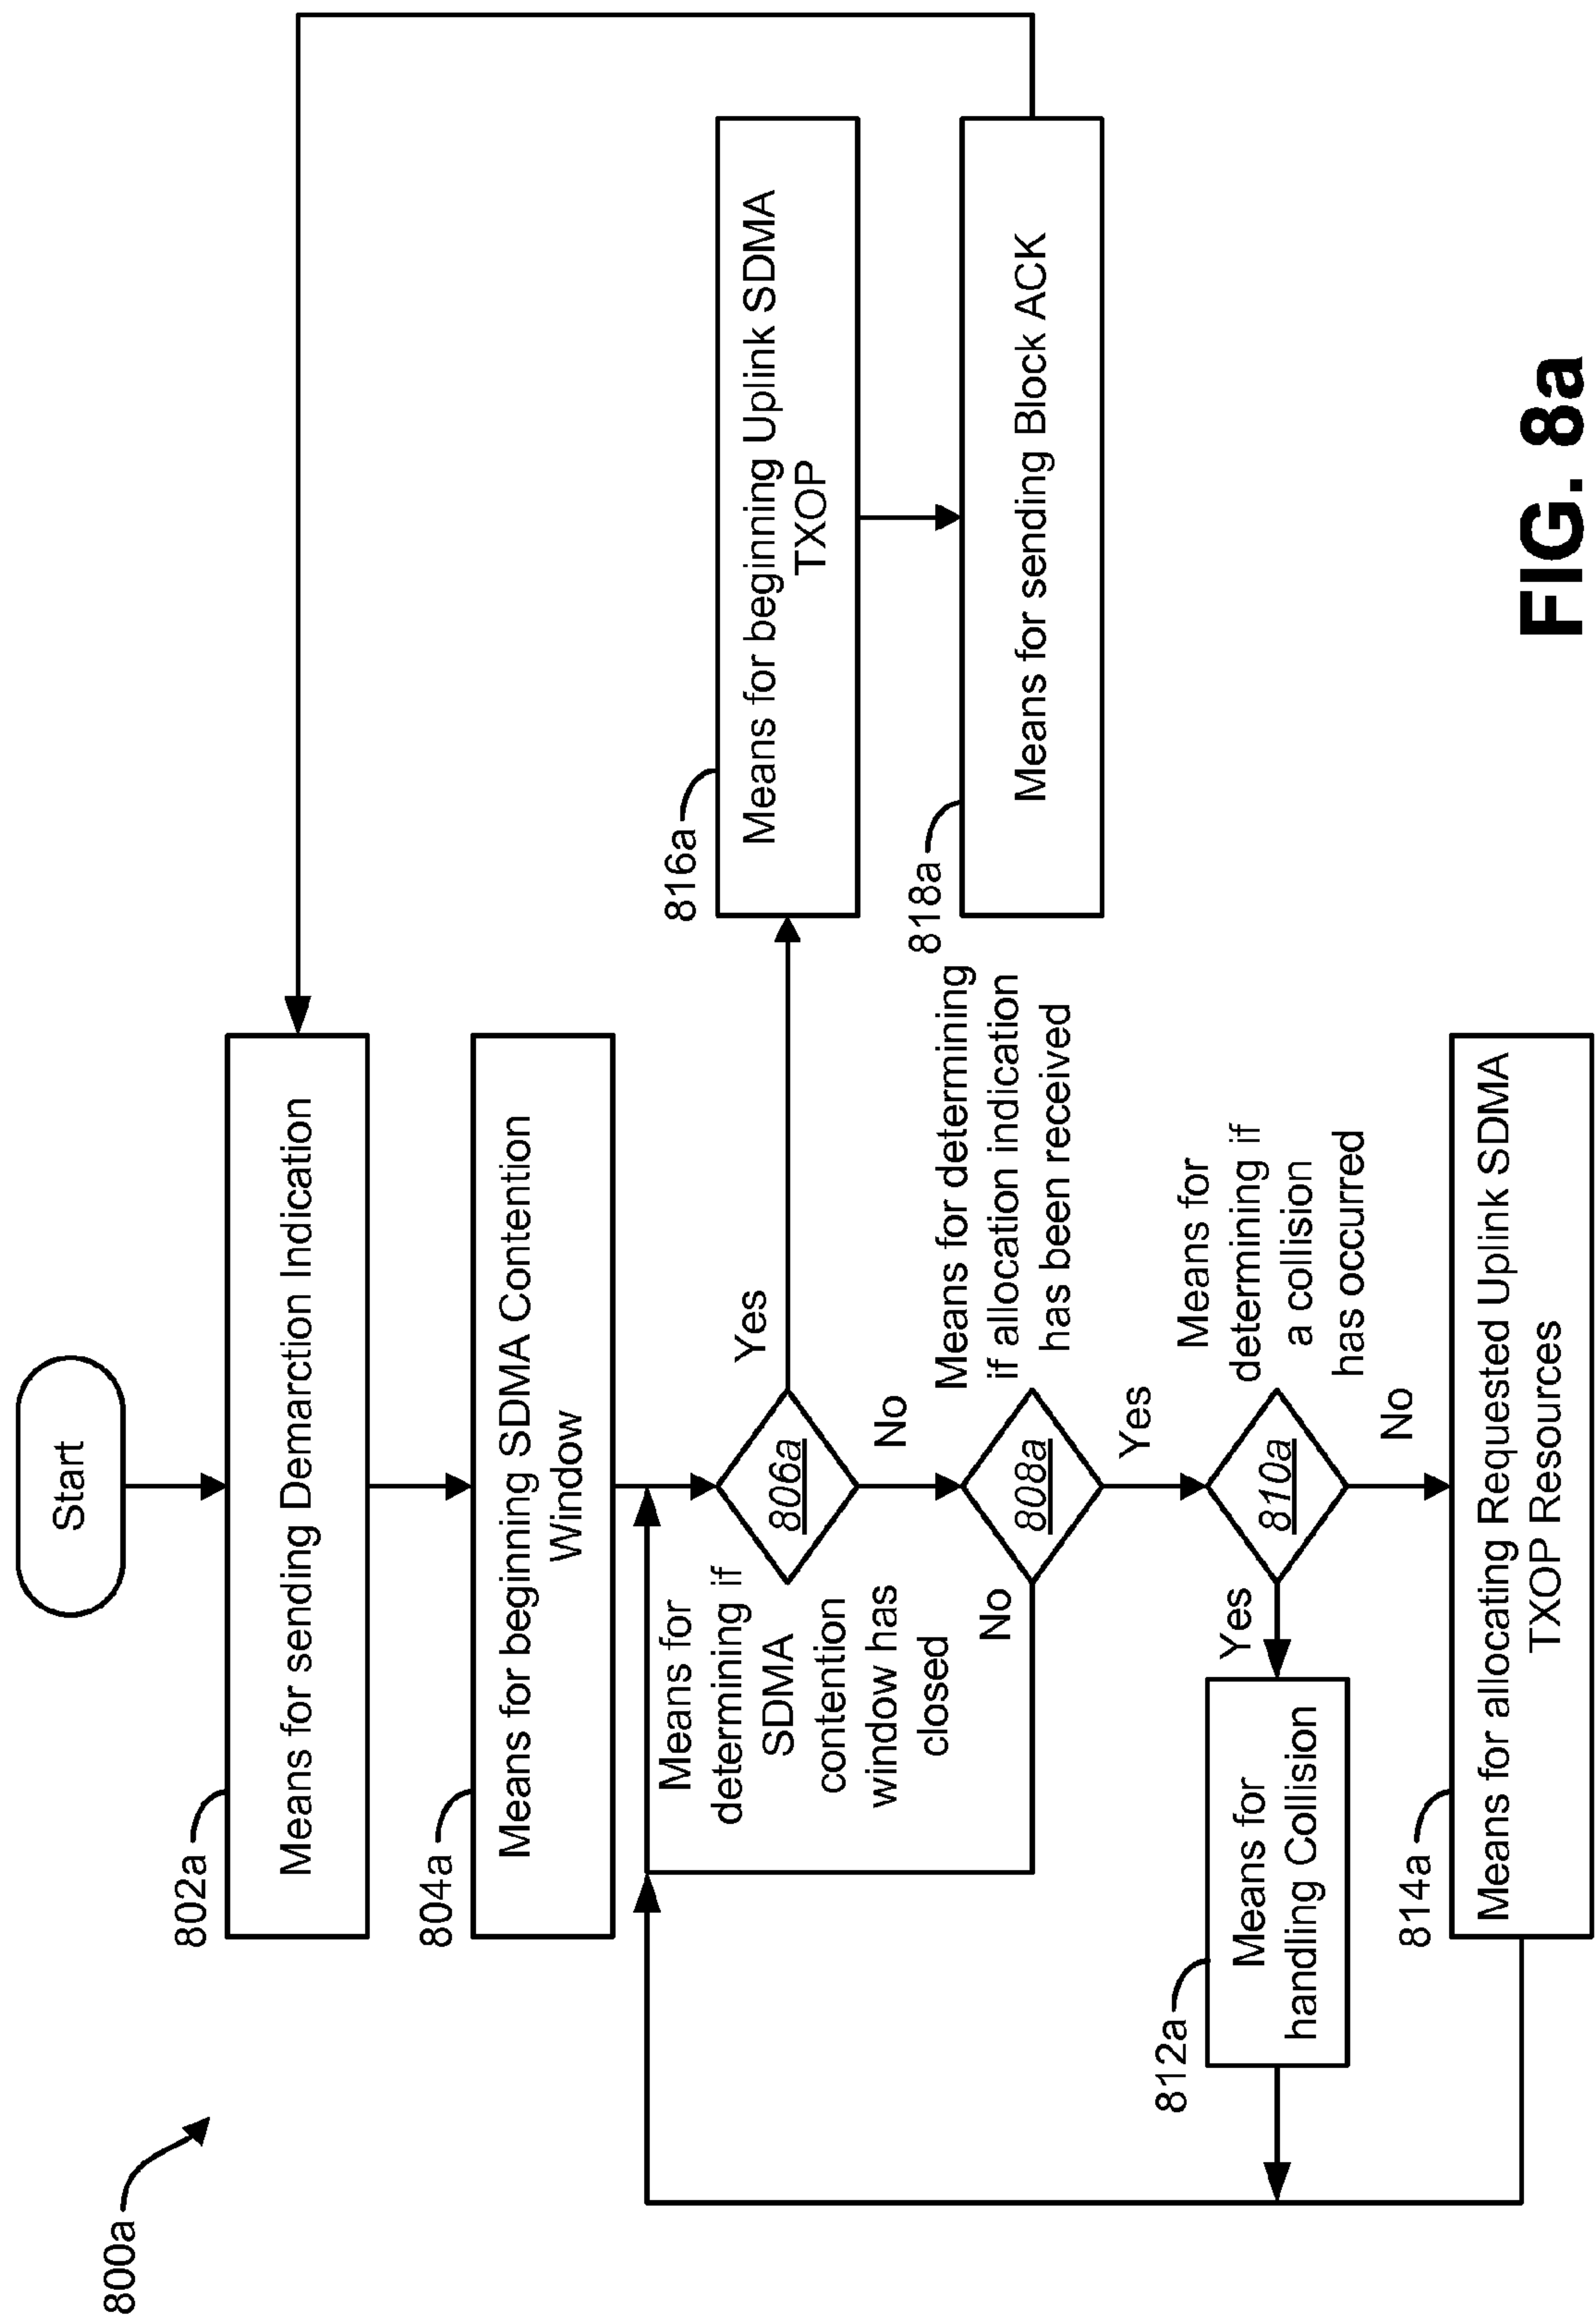 800a
Start
802a
Means for sending Demarction Indication
804a
Means for beginning SDMA Contention
Window
Means for
determining if
SDMA
contention
window has
closed
806a
Yes
No
816a
Means for beginning Uplink SDMA
TXOP
818a
Means for sending Block ACK
Means for determining
if allocation indication
has been received
808a
No
Yes
Means for
determining if
a collision
has occurred
810a
Yes
No
812a
Means for
handling Collision
814a
Means for allocating Requested Uplink SDMA
TXOP Resources
FIG. 8a